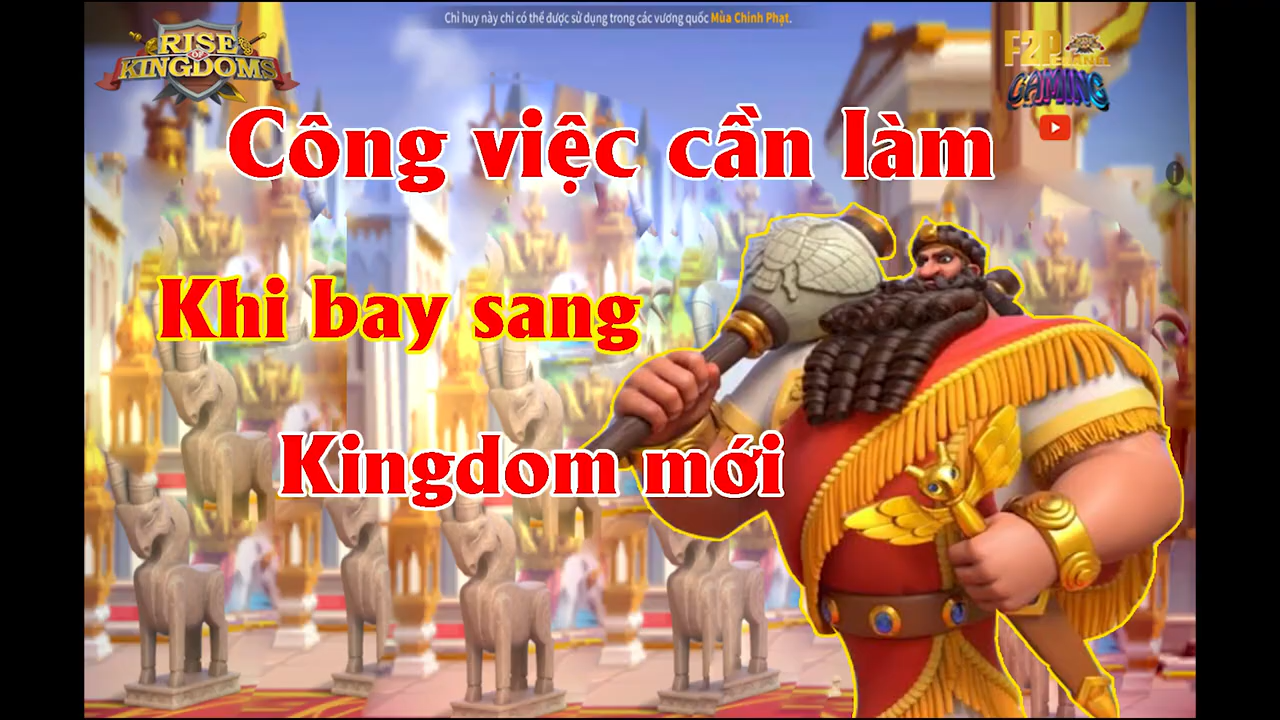 Chỉ huy này chỉ có thể được sử dụng trong các vương quốc Mùa Chinh Phạt.
RISE
OF
KINGDOMS
F2P
CHANEL
GAMING
Công việc cần làm
Khi bay sang
Kingdom mới